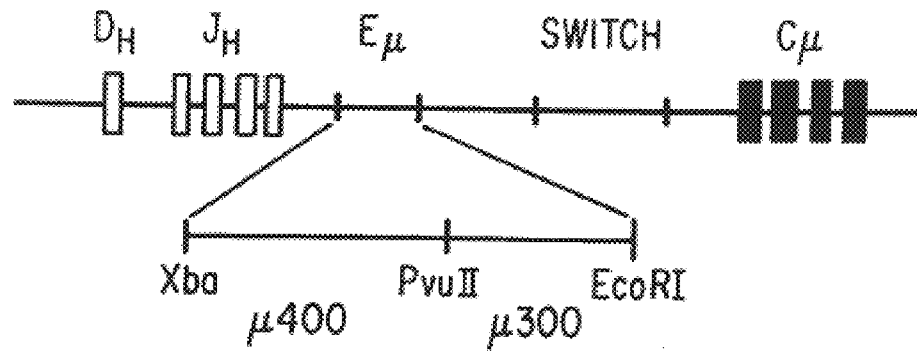 DH JH Eμ SWITCH Cμ
Xba PvuII EcoRI
μ400 μ300